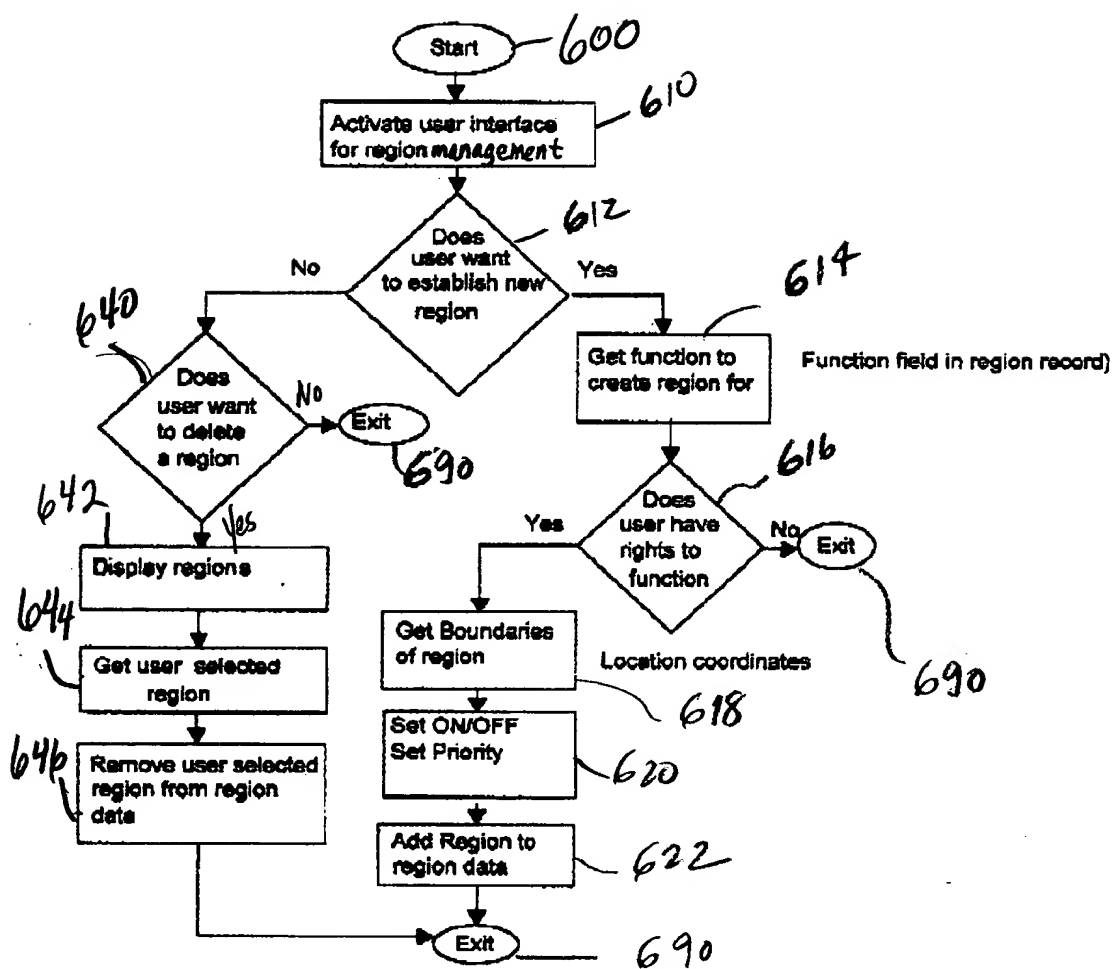 Start
600
610
Activate user interface
for region management
612
Does
user want
to establish new
region
No
Yes
614
640
Get function to
create region for
Function field in region record)
Does
user want
to delete
a region
No
Exit
690
616
Does
user have
rights to
function
Yes
No
Exit
690
642
Yes
Display regions
644
Get user selected
region
Get Boundaries
of region
Location coordinates
618
Set ON/OFF
Set Priority
620
646
Remove user selected
region from region
data
Add Region to
region data
622
Exit
690